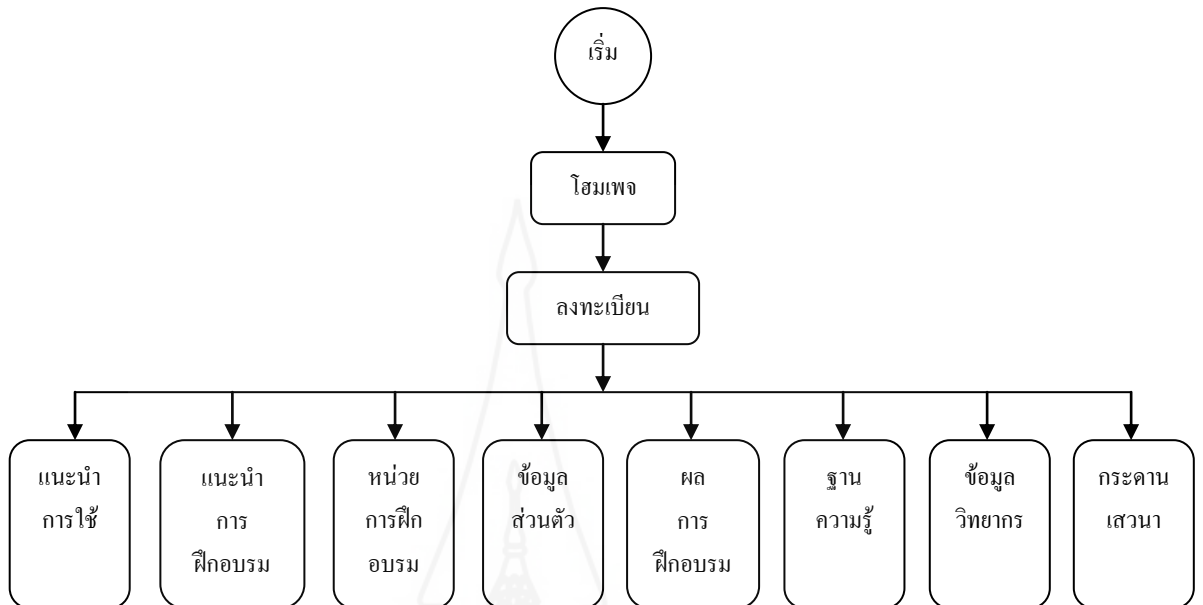 เริ่ม
โฮมเพจ
ลงทะเบียน
แนะนำ
การใช้
แนะนำ
การ
ฝึกอบรม
หน่วย
การฝึก
อบรม
ข้อมูล
ส่วนตัว
ผล
การ
ฝึกอบรม
ฐาน
ความรู้
ข้อมูล
วิทยากร
กระดาน
เสวนา